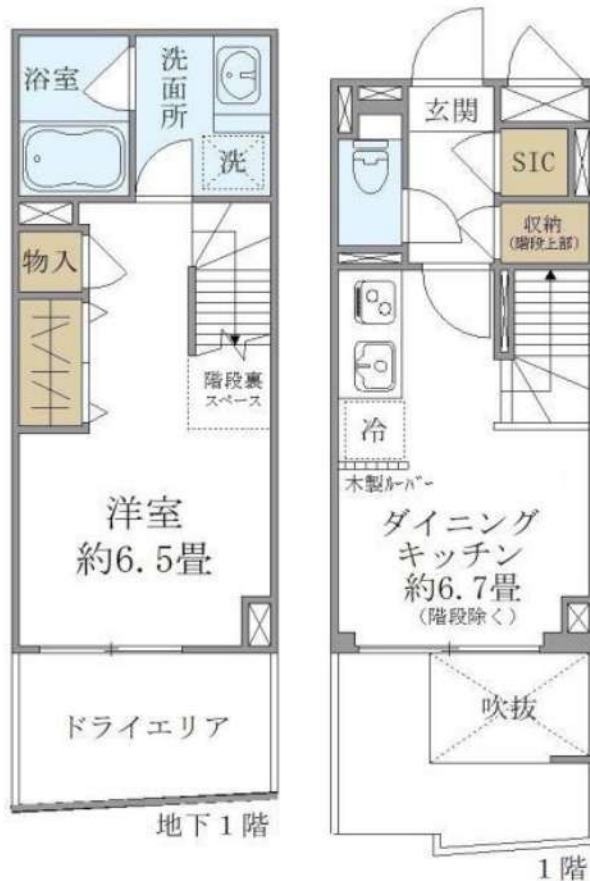 浴室
洗
面
所
洗
物入
階段裏
スペース
洋室
約6.5畳
ドライエリア
地下1階
玄関
SIC
収納
(階段上部)
冷
木製ルーバー
ダイニング
キッチン
約6.7畳
(階段除く)
吹抜
1階